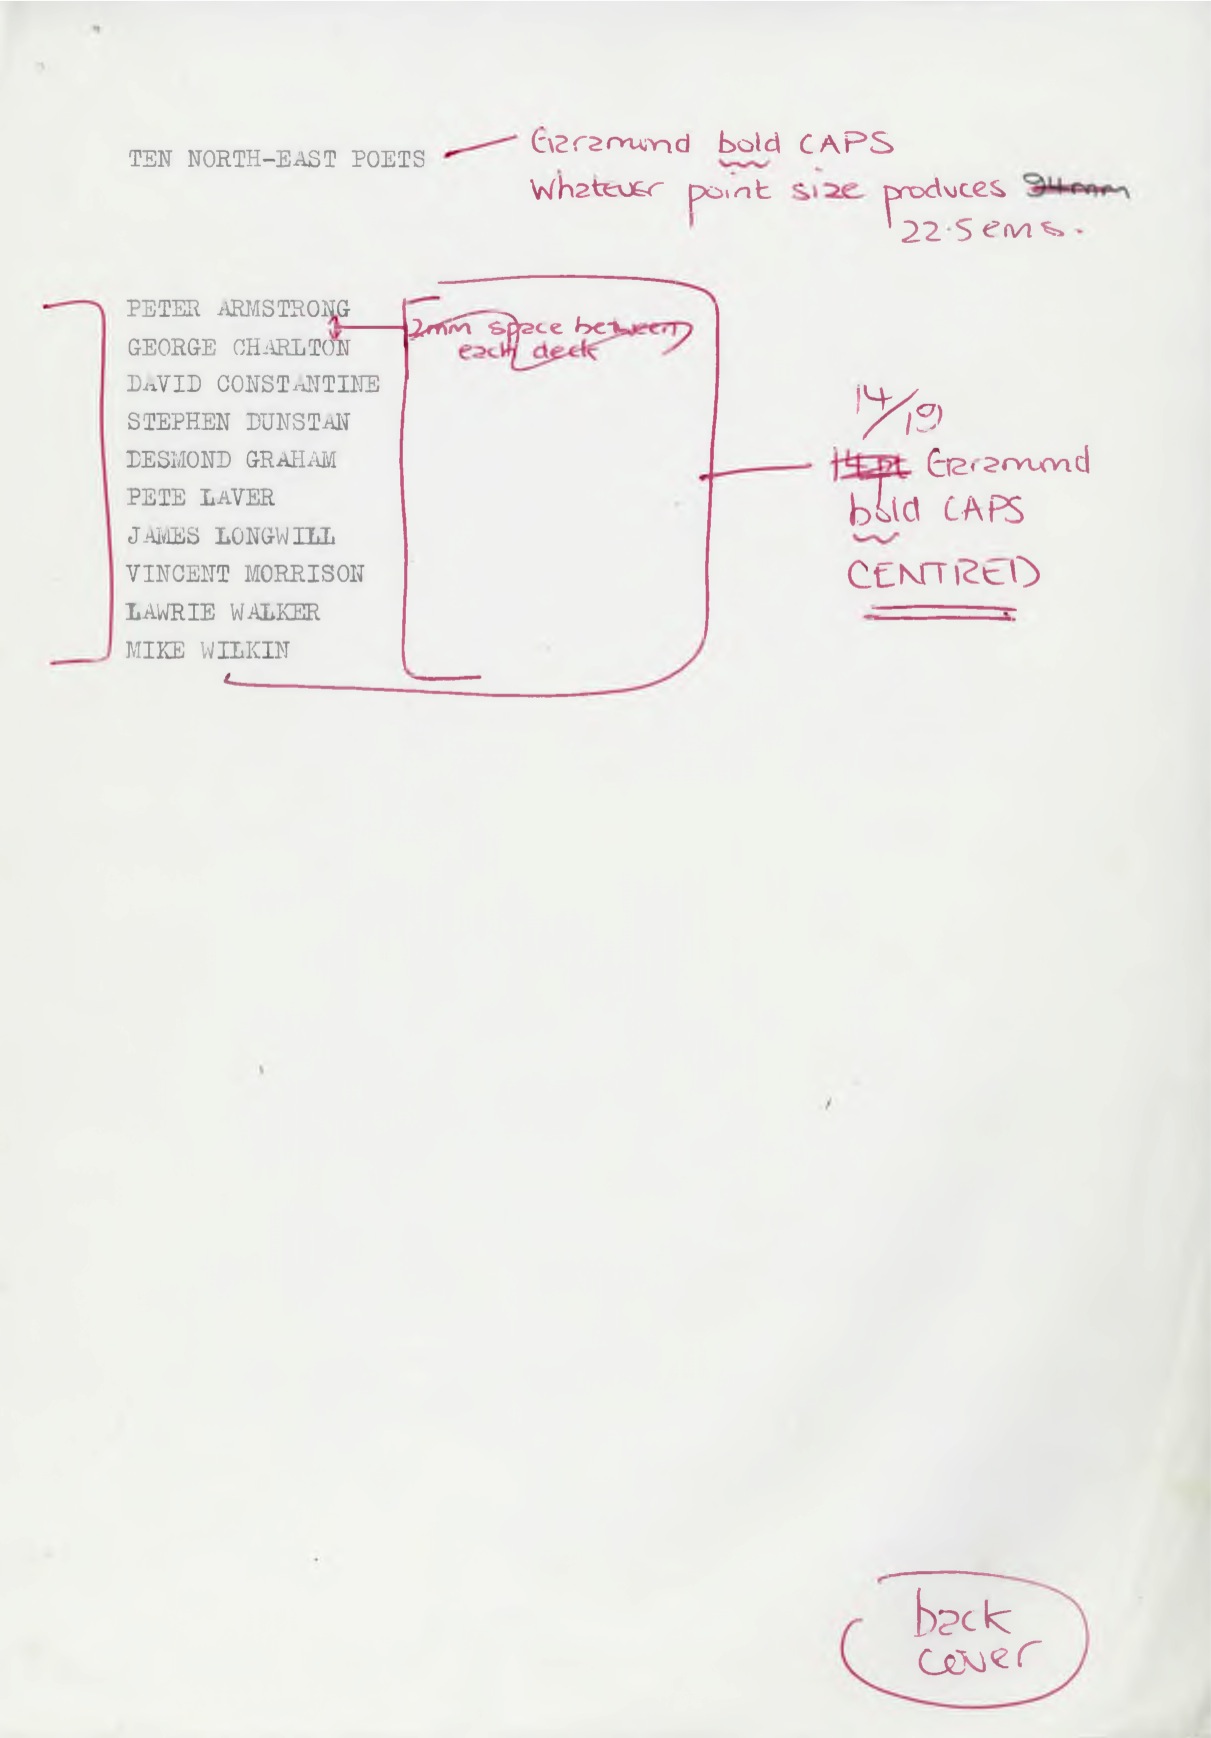 TEN NORTH-EAST POETS
Garamond bold CAPS
Whatever point size produces 94mm
22.5 ems.
PETER ARMSTRONG
2mm space between
each deck
GEORGE CHARLTON
DAVID CONSTANTINE
STEPHEN DUNSTAN
14/19
DESMOND GRAHAM
14pt Garamond
PETE LAVER
bold CAPS
JAMES LONGWILL
VINCENT MORRISON
CENTRED
LAWRIE WALKER
MIKE WILKIN
back
cover